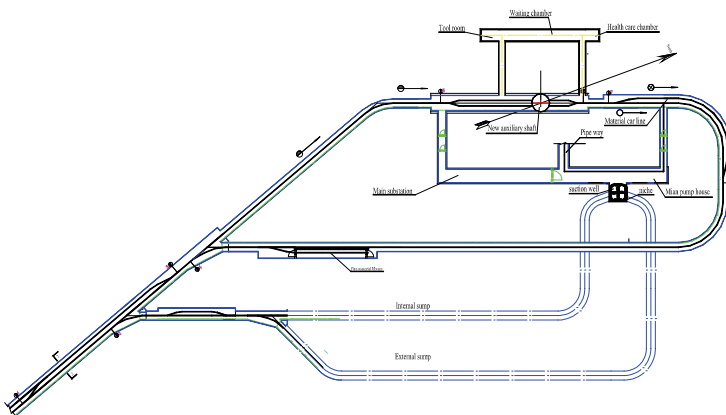 Waiting chamber
Tool room
Health care chamber
Material car line
New auxiliary shaft
Pipe way
Main substation
suction well
niche
Mian pump house
Internal sump
External sump